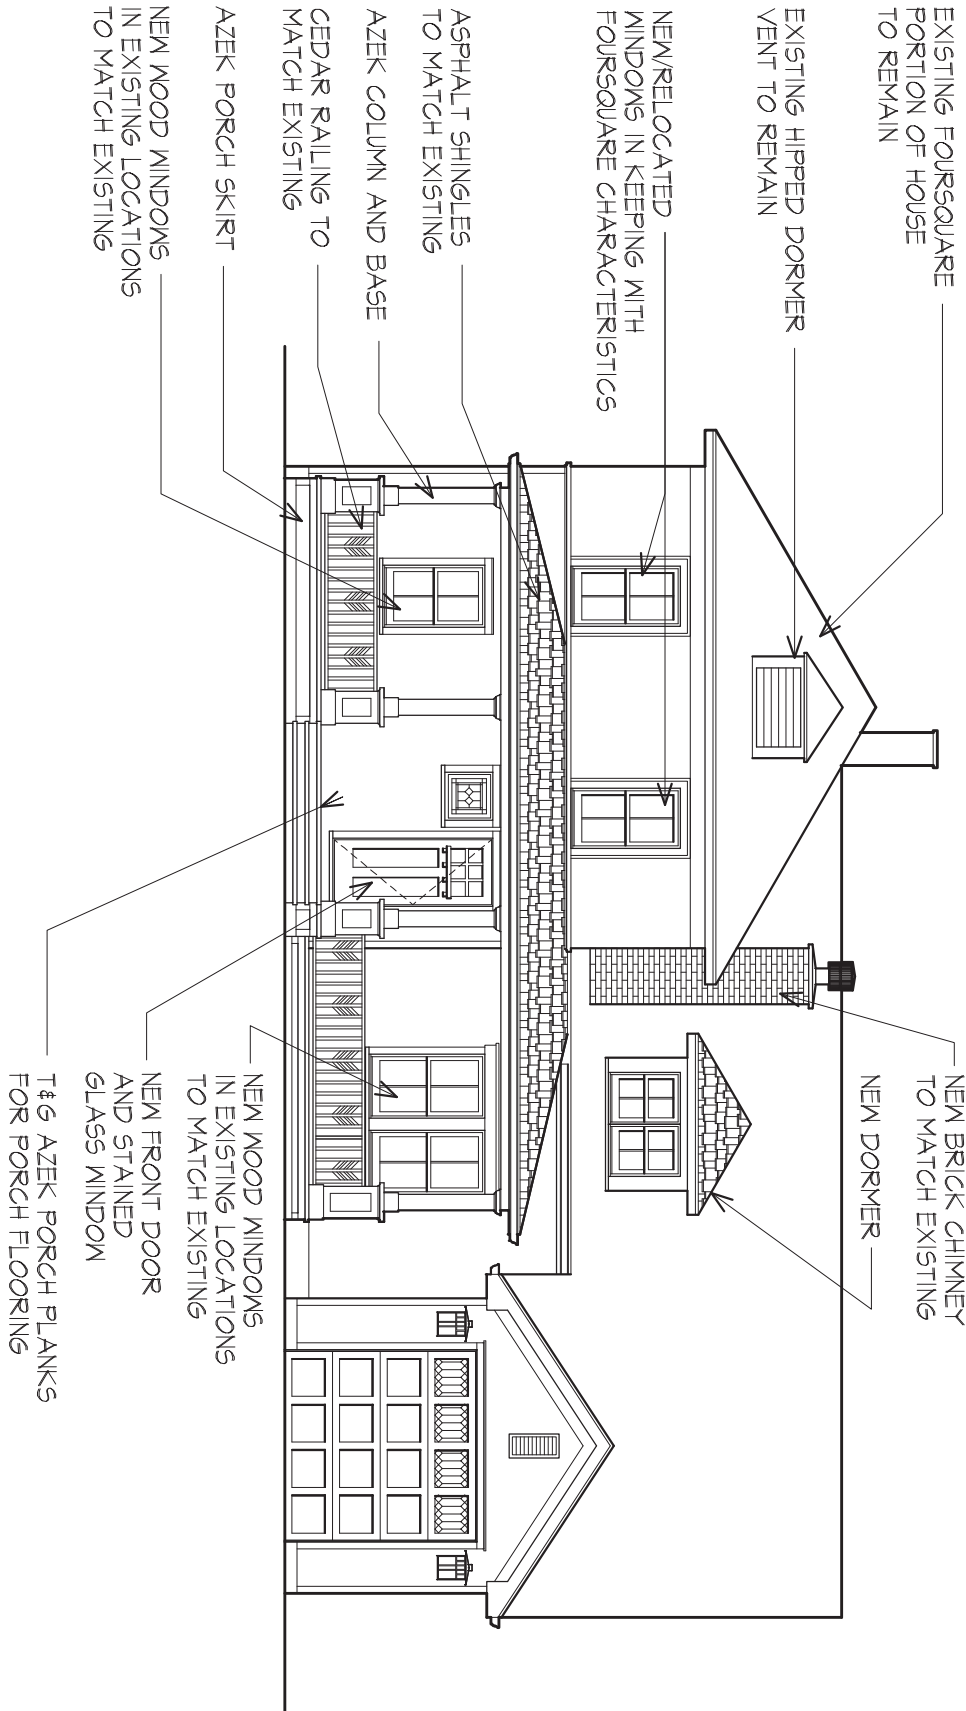 EXISTING FOURSQUARE
PORTION OF HOUSE
TO REMAIN
EXISTING HIPPED DORMER
VENT TO REMAIN
NEW/RELOCATED
WINDOWS IN KEEPING WITH
FOURSQUARE CHARACTERISTICS
ASPHALT SHINGLES
TO MATCH EXISTING
AZEK COLUMN AND BASE
CEDAR RAILING TO
MATCH EXISTING
AZEK PORCH SKIRT
NEW WOOD WINDOWS
IN EXISTING LOCATIONS
TO MATCH EXISTING
NEW BRICK CHIMNEY
TO MATCH EXISTING
NEW DORMER
NEW WOOD WINDOWS
IN EXISTING LOCATIONS
TO MATCH EXISTING
NEW FRONT DOOR
AND STAINED
GLASS WINDOW
T&G AZEK PORCH PLANKS
FOR PORCH FLOORING